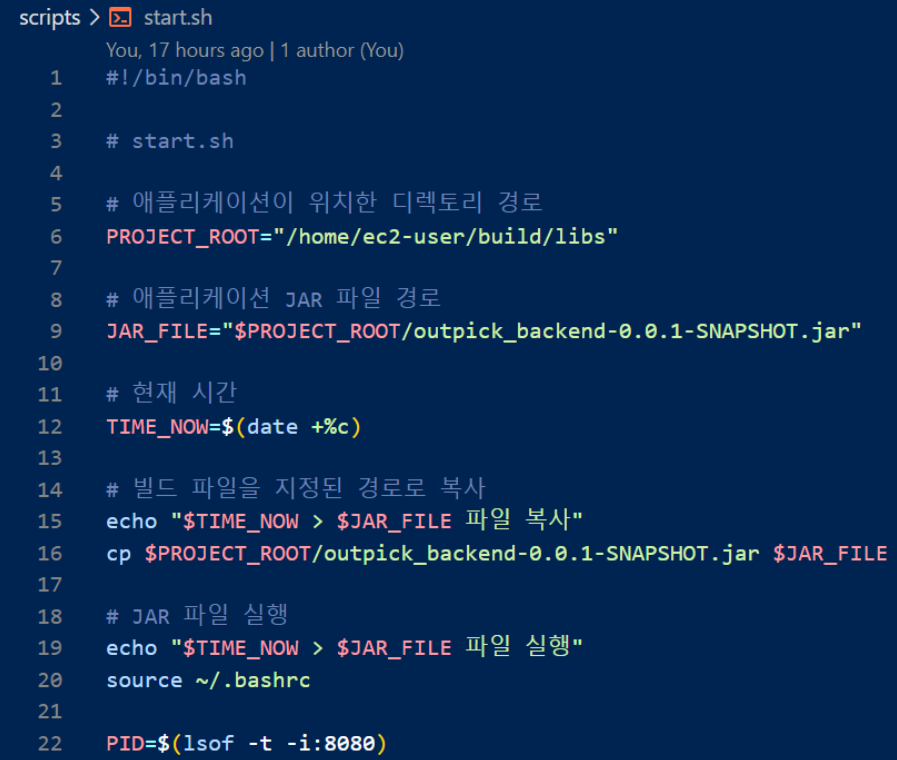 scripts > start.sh
You, 17 hours ago | 1 author (You)
1 #!/bin/bash
2
3 # start.sh
4
5 # 애플리케이션이 위치한 디렉토리 경로
6 PROJECT_ROOT="/home/ec2-user/build/libs"
7
8 # 애플리케이션 JAR 파일 경로
9 JAR_FILE="$PROJECT_ROOT/outpick_backend-0.0.1-SNAPSHOT.jar"
10
11 # 현재 시간
12 TIME_NOW=$(date +%c)
13
14 # 빌드 파일을 지정된 경로로 복사
15 echo "$TIME_NOW > $JAR_FILE 파일 복사"
16 cp $PROJECT_ROOT/outpick_backend-0.0.1-SNAPSHOT.jar $JAR_FILE
17
18 # JAR 파일 실행
19 echo "$TIME_NOW > $JAR_FILE 파일 실행"
20 source ~/.bashrc
21
22 PID=$(lsof -t -i:8080)